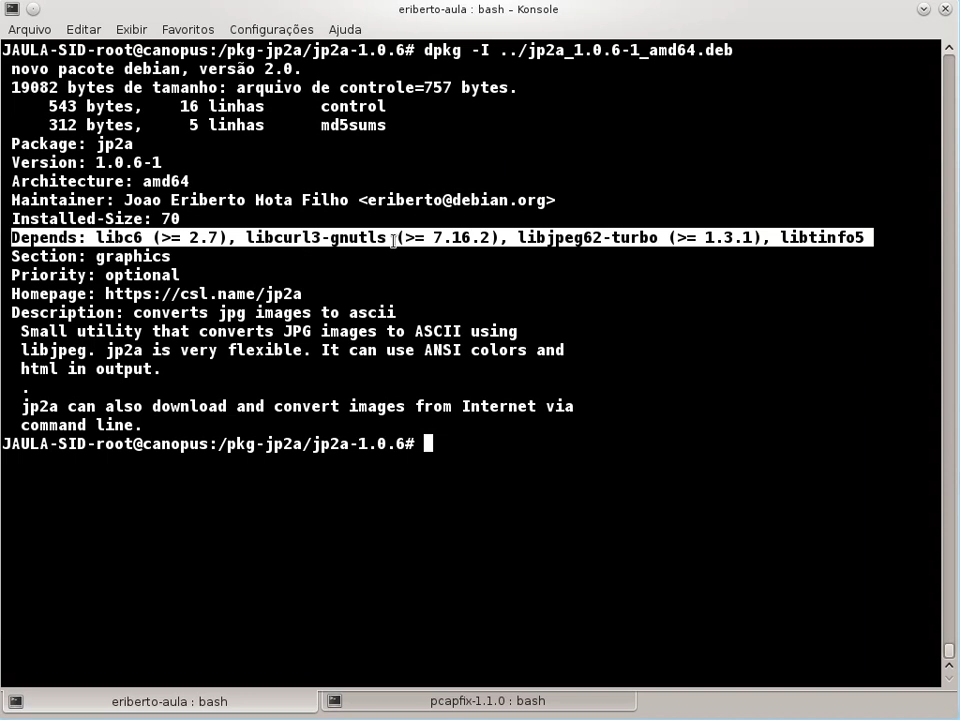 eriberto-aula : bash – Konsole
Arquivo Editar Exibir Favoritos Configurações Ajuda
JAULA-SID-root@canopus:/pkg-jp2a/jp2a-1.0.6# dpkg -I ../jp2a_1.0.6-1_amd64.deb
novo pacote debian, versão 2.0.
19082 bytes de tamanho: arquivo de controle=757 bytes.
543 bytes, 16 linhas control
312 bytes, 5 linhas md5sums
Package: jp2a
Version: 1.0.6-1
Architecture: amd64
Maintainer: Joao Eriberto Mota Filho <eriberto@debian.org>
Installed-Size: 70
Depends: libc6 (>= 2.7), libcurl3-gnutls (>= 7.16.2), libjpeg62-turbo (>= 1.3.1), libtinfo5
Section: graphics
Priority: optional
Homepage: https://csl.name/jp2a
Description: converts jpg images to ascii
Small utility that converts JPG images to ASCII using
libjpeg. jp2a is very flexible. It can use ANSI colors and
html in output.
.
jp2a can also download and convert images from Internet via
command line.
JAULA-SID-root@canopus:/pkg-jp2a/jp2a-1.0.6#
eriberto-aula : bash
pcapfix-1.1.0 : bash